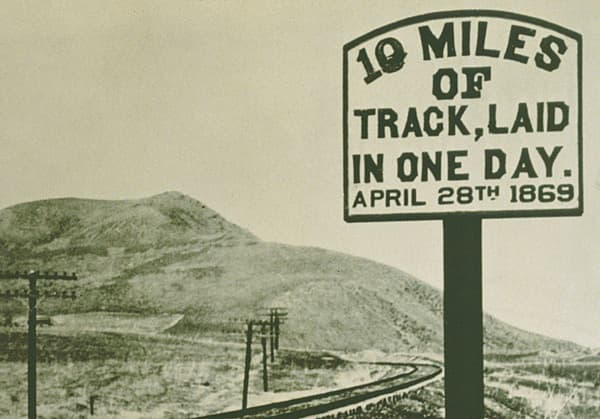 10 MILES
OF
TRACK, LAID
IN ONE DAY.
APRIL 28TH 1869